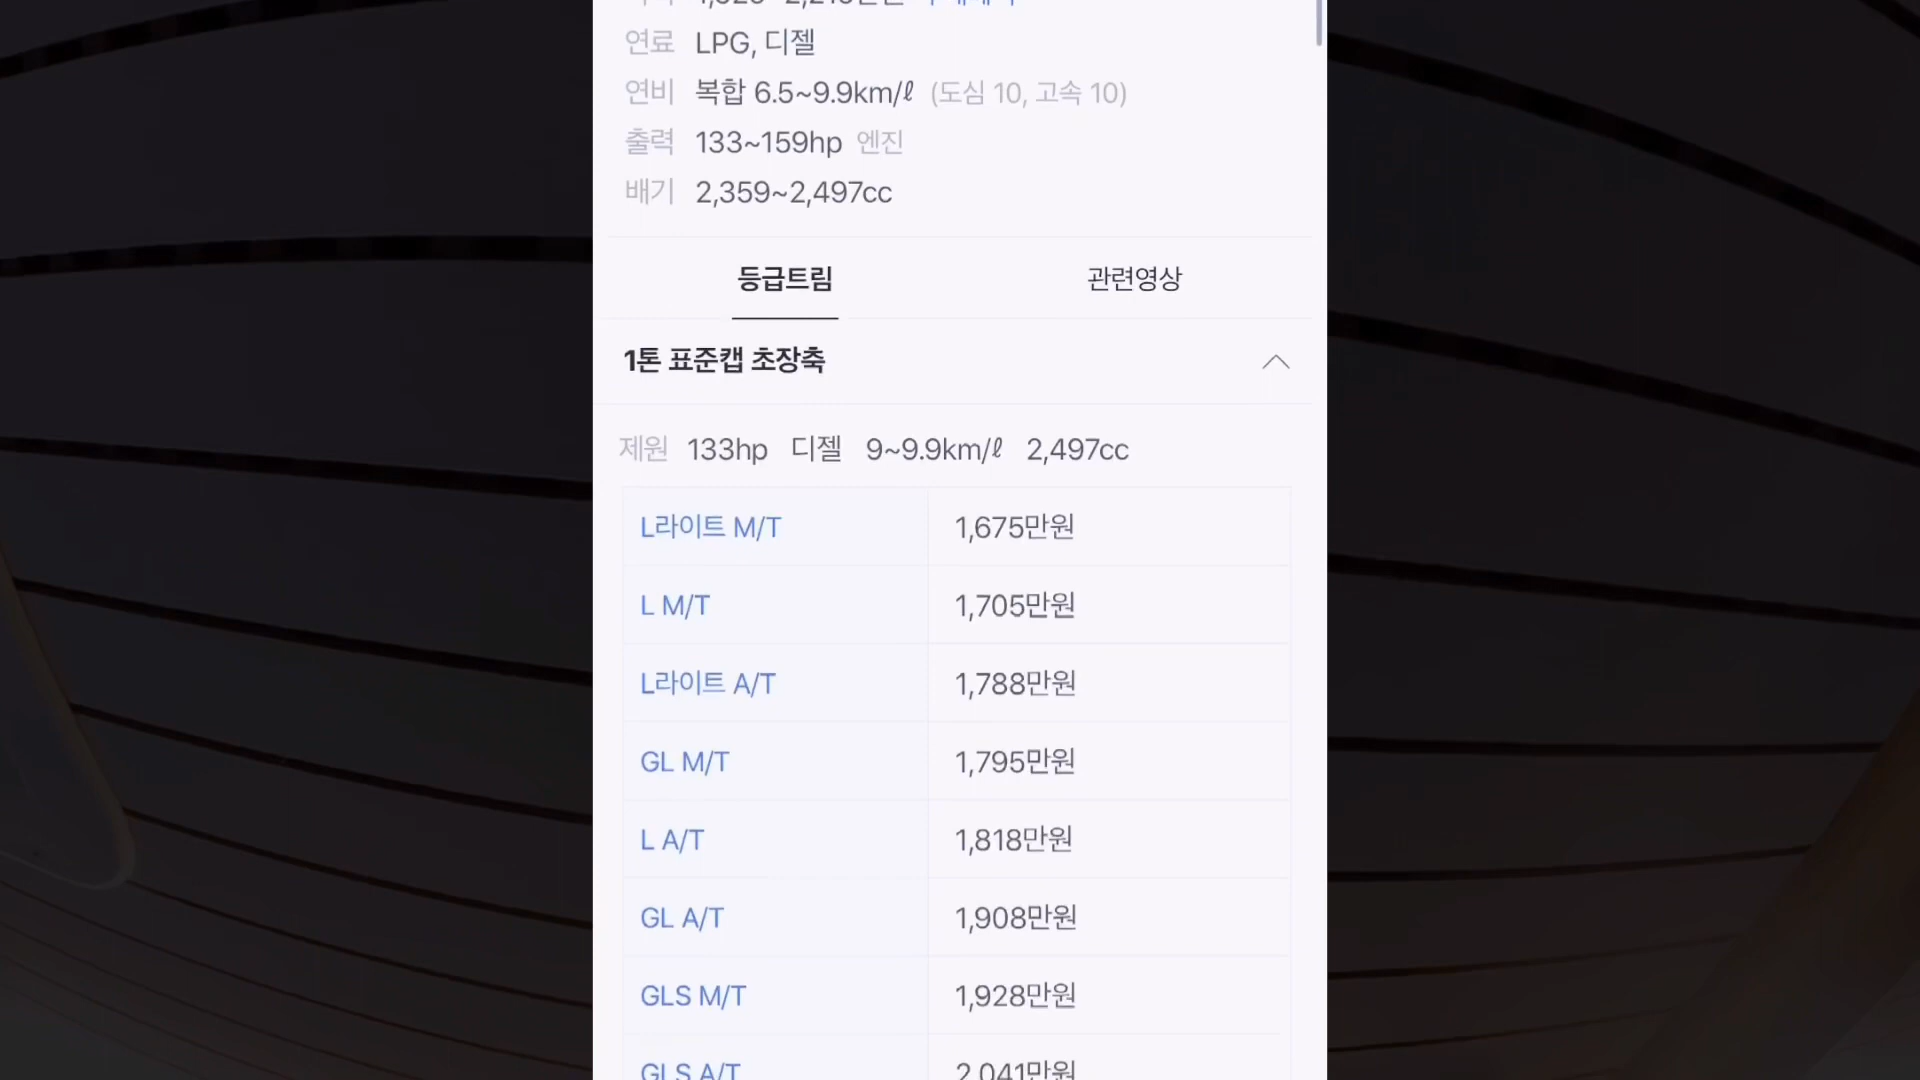 연료 LPG, 디젤
연비 복합 6.5~9.9km/ℓ (도심 10, 고속 10)
출력 133~159hp 엔진
배기 2,359~2,497cc
등급트림 관련영상
1톤 표준캡 초장축
제원 133hp 디젤 9~9.9km/ℓ 2,497cc
L라이트 M/T 1,675만원
L M/T 1,705만원
L라이트 A/T 1,788만원
GL M/T 1,795만원
L A/T 1,818만원
GL A/T 1,908만원
GLS M/T 1,928만원
GLS A/T 2,041만원